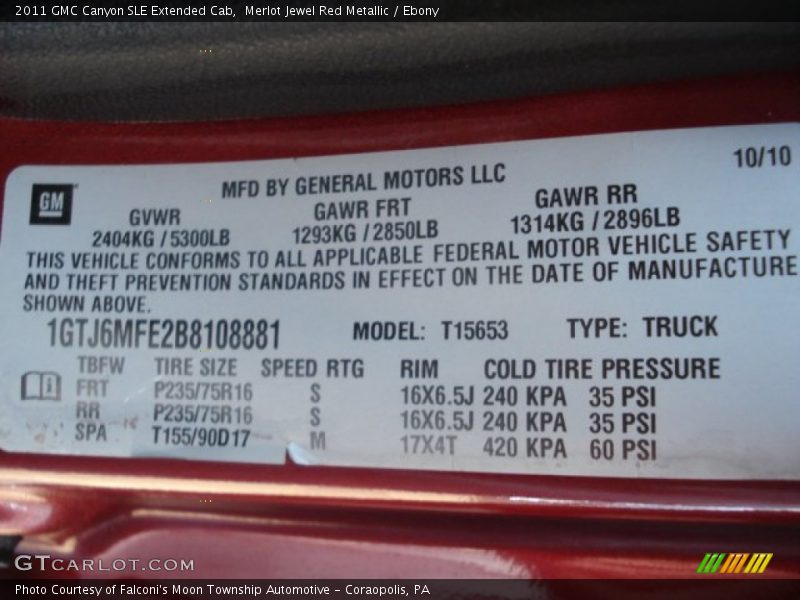 2011 GMC Canyon SLE Extended Cab,  Merlot Jewel Red Metallic / Ebony
10/10
GM
MFD BY GENERAL MOTORS LLC
GVWR GAWR FRT GAWR RR
2404KG / 5300LB 1293KG / 2850LB 1314KG / 2896LB
THIS VEHICLE CONFORMS TO ALL APPLICABLE FEDERAL MOTOR VEHICLE SAFETY
AND THEFT PREVENTION STANDARDS IN EFFECT ON THE DATE OF MANUFACTURE
SHOWN ABOVE.
1GTJ6MFE2B8108881 MODEL: T15653 TYPE: TRUCK
TBFW TIRE SIZE SPEED RTG RIM COLD TIRE PRESSURE
FRT P235/75R16 S 16X6.5J 240 KPA 35 PSI
RR P235/75R16 S 16X6.5J 240 KPA 35 PSI
SPA T155/90D17 M 17X4T 420 KPA 60 PSI
GTCARLOT.COM
Photo Courtesy of Falconi's Moon Township Automotive - Coraopolis, PA